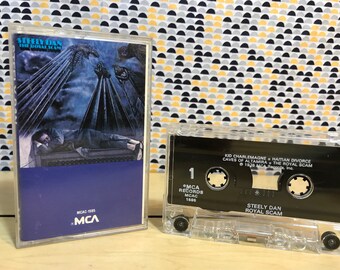 STEELY DAN
THE ROYAL SCAM
MCAC 1595
MCA
1
MCA
RECORDS
MCAC
1595
KID CHARLEMAGNE • HAITIAN DIVORCE
CAVES OF ALTAMIRA • THE ROYAL SCAM
STEELY DAN
ROYAL SCAM